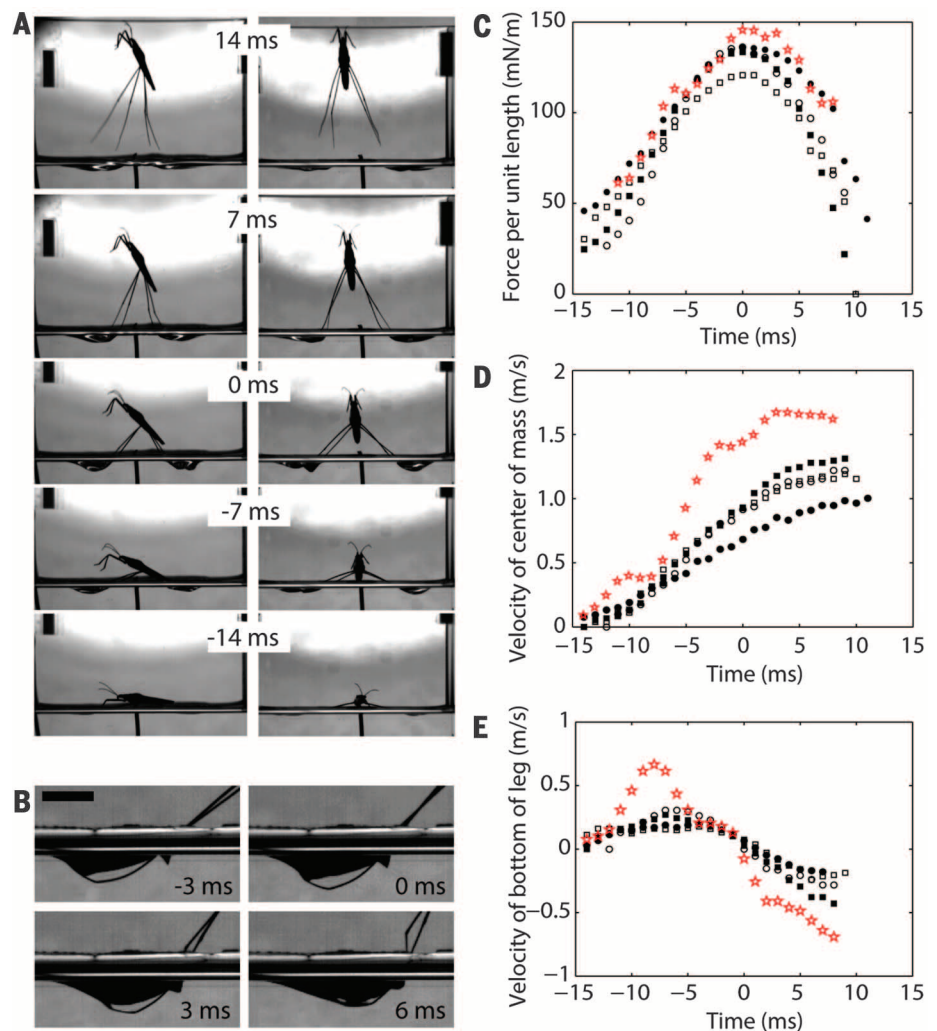 A
14 ms
7 ms
0 ms
-7 ms
-14 ms
B
-3 ms
0 ms
3 ms
6 ms
C
Force per unit length (mN/m)
150
100
50
0
−15 −10 −5 0 5 10 15
Time (ms)
D
Velocity of center of mass (m/s)
2
1.5
1.0
0.5
0
−15 −10 −5 0 5 10 15
Time (ms)
E
Velocity of bottom of leg (m/s)
1
0.5
0
−0.5
−1
−15 −10 −5 0 5 10 15
Time (ms)